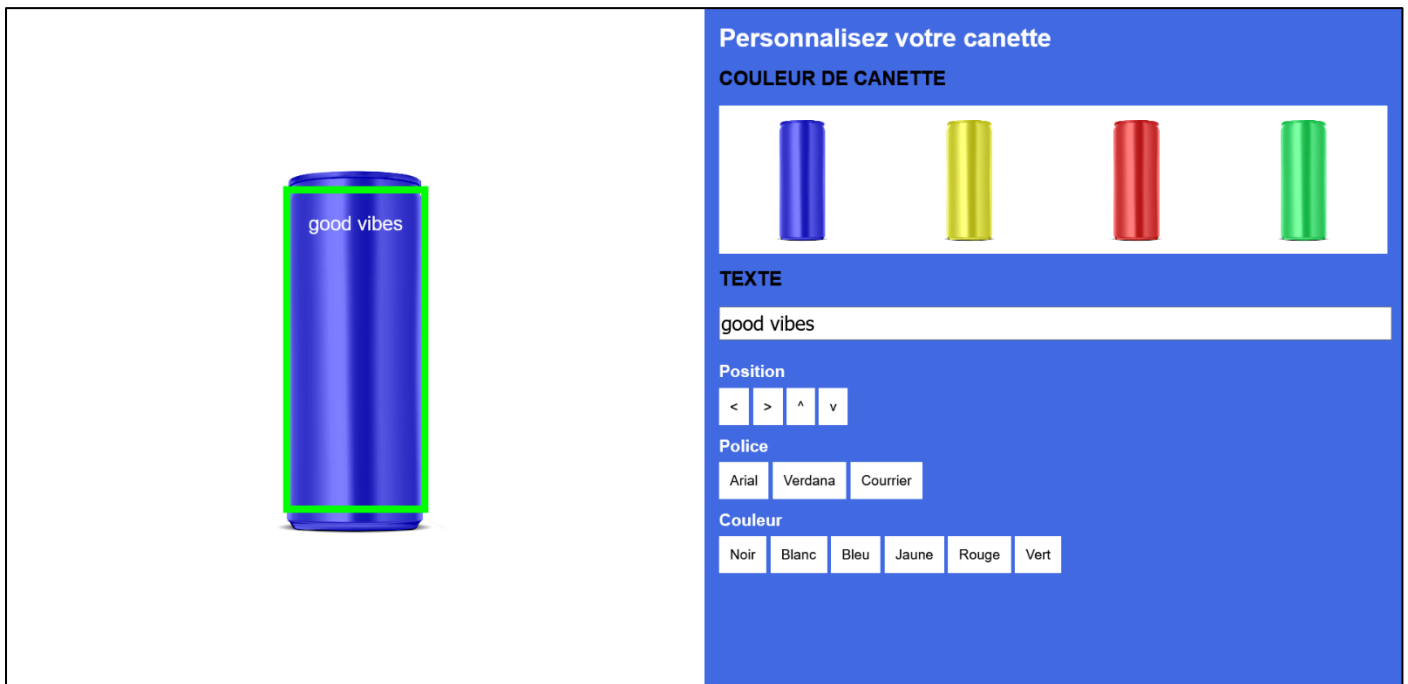 good vibes
Personnalisez votre canette
COULEUR DE CANETTE
TEXTE
good vibes
Position
< > ^ v
Police
Arial Verdana Courrier
Couleur
Noir Blanc Bleu Jaune Rouge Vert